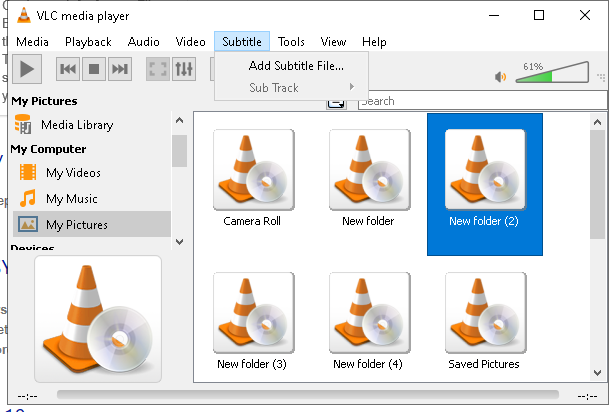 VLC media player
Media Playback Audio Video Subtitle Tools View Help
Add Subtitle File...
Sub Track
61%
My Pictures
Search
Media Library
My Computer
My Videos
My Music
My Pictures
Devices
Camera Roll
New folder
New folder (2)
New folder (3)
New folder (4)
Saved Pictures
--:--
--:--